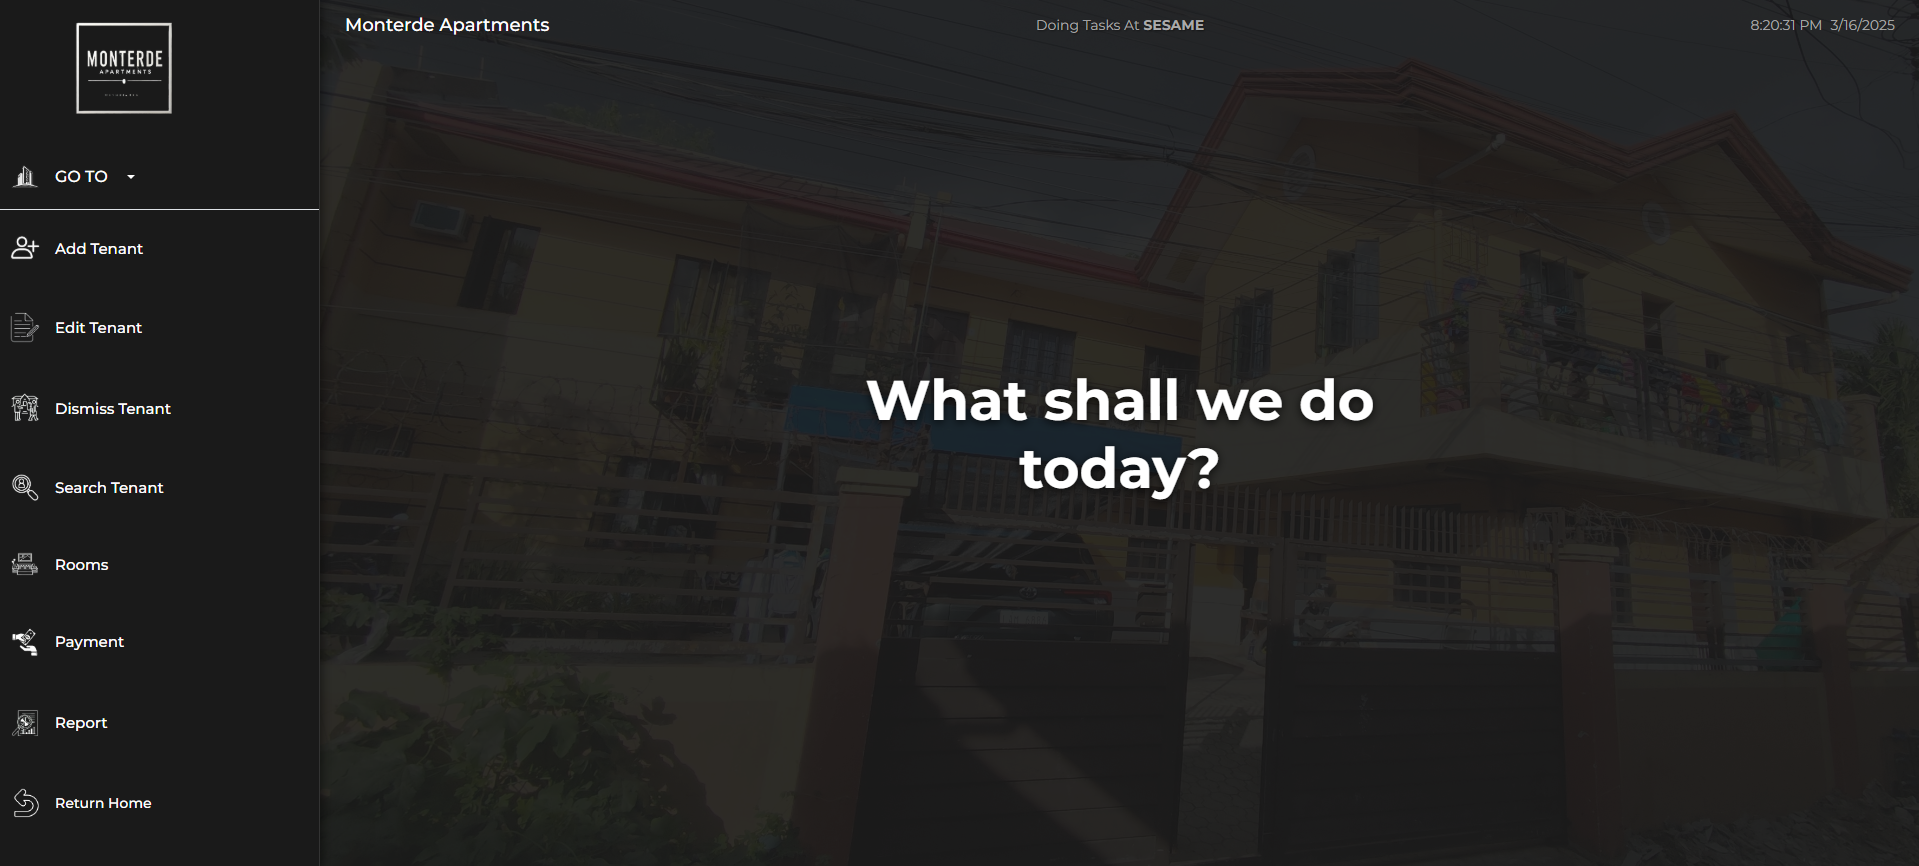 MONTERDE
APARTMENTS
GO TO
Add Tenant
Edit Tenant
Dismiss Tenant
Search Tenant
Rooms
Payment
Report
Return Home
Monterde Apartments
Doing Tasks At SESAME
8:20:31 PM 3/16/2025
What shall we do
today?